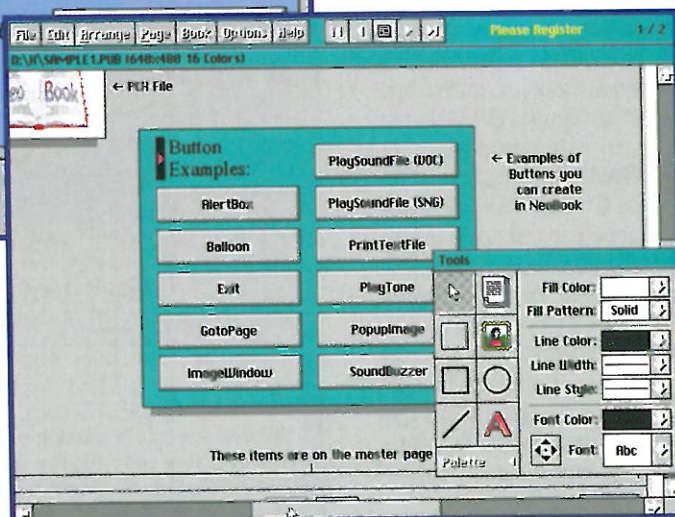 File Edit Arrange Page Book Options Help
Please Register 1 / 2
D:\X\SAMPLE1.PUB (640x480 16 Colors)
Book
← PCX File
Button
Examples:
PlaySoundFile (VOC)
AlertBox
PlaySoundFile (SNG)
Balloon
PrintTextFile
Exit
PlayTone
GotoPage
PopupImage
ImageWindow
SoundBuzzer
← Examples of
Buttons you
can create
in NeoBook
These items are on the master page
Tools
Fill Color:
Fill Pattern: Solid
Line Color:
Line Width:
Line Style:
Font Color:
Font: Abc
Palette